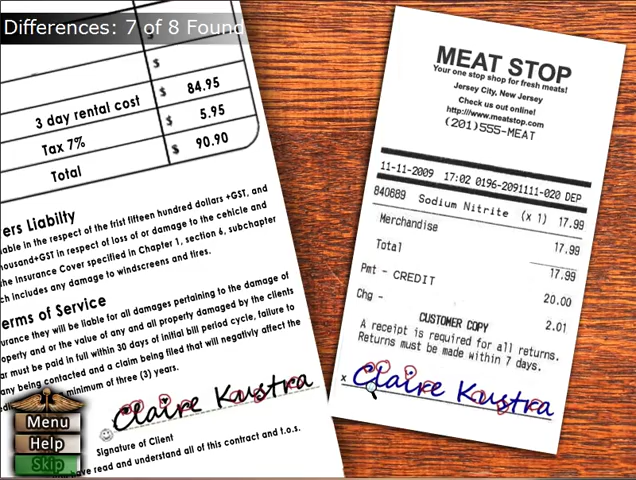 Differences: 7 of 8 Found
$
$ 84.95
3 day rental cost $ 5.95
Tax 7% $ 90.90
Total
ers Liabilty
able in the respect of the trist fifteen hundred dollars +GST, and
housand+GST in respect of loss of or damage to the cehicle and
the Insurance Cover specified in Chapter 1, section 6, subchapter
ch includes any damage to windscreens and tires.
erms of Service
urance they will be liable for all damages pertaining to the damage of
operty and or the value of any and all property damaged by the clients
ar must be paid in full within 30 days of initial bill period cycle, failure to
any being contacted and a claim being filed that will negativly affect the
minimum of three (3) years.
Claire Kustra
Signature of Client
have read and understand all of this contract and t.o.s.
MEAT STOP
Your one stop shop for fresh meats!
Jersey City, New Jersey
Check us out online!
http://www.meatstop.com
(201)555-MEAT
11-11-2009 17:02 0196-2091111-020 DEP
840689 Sodium Nitrite (x 1) 17.99
Merchandise 17.99
Total 17.99
Pmt - CREDIT 20.00
Chg - 2.01
CUSTOMER COPY
A receipt is required for all returns.
Returns must be made within 7 days.
x Claire Kustra
Menu
Help
Skip